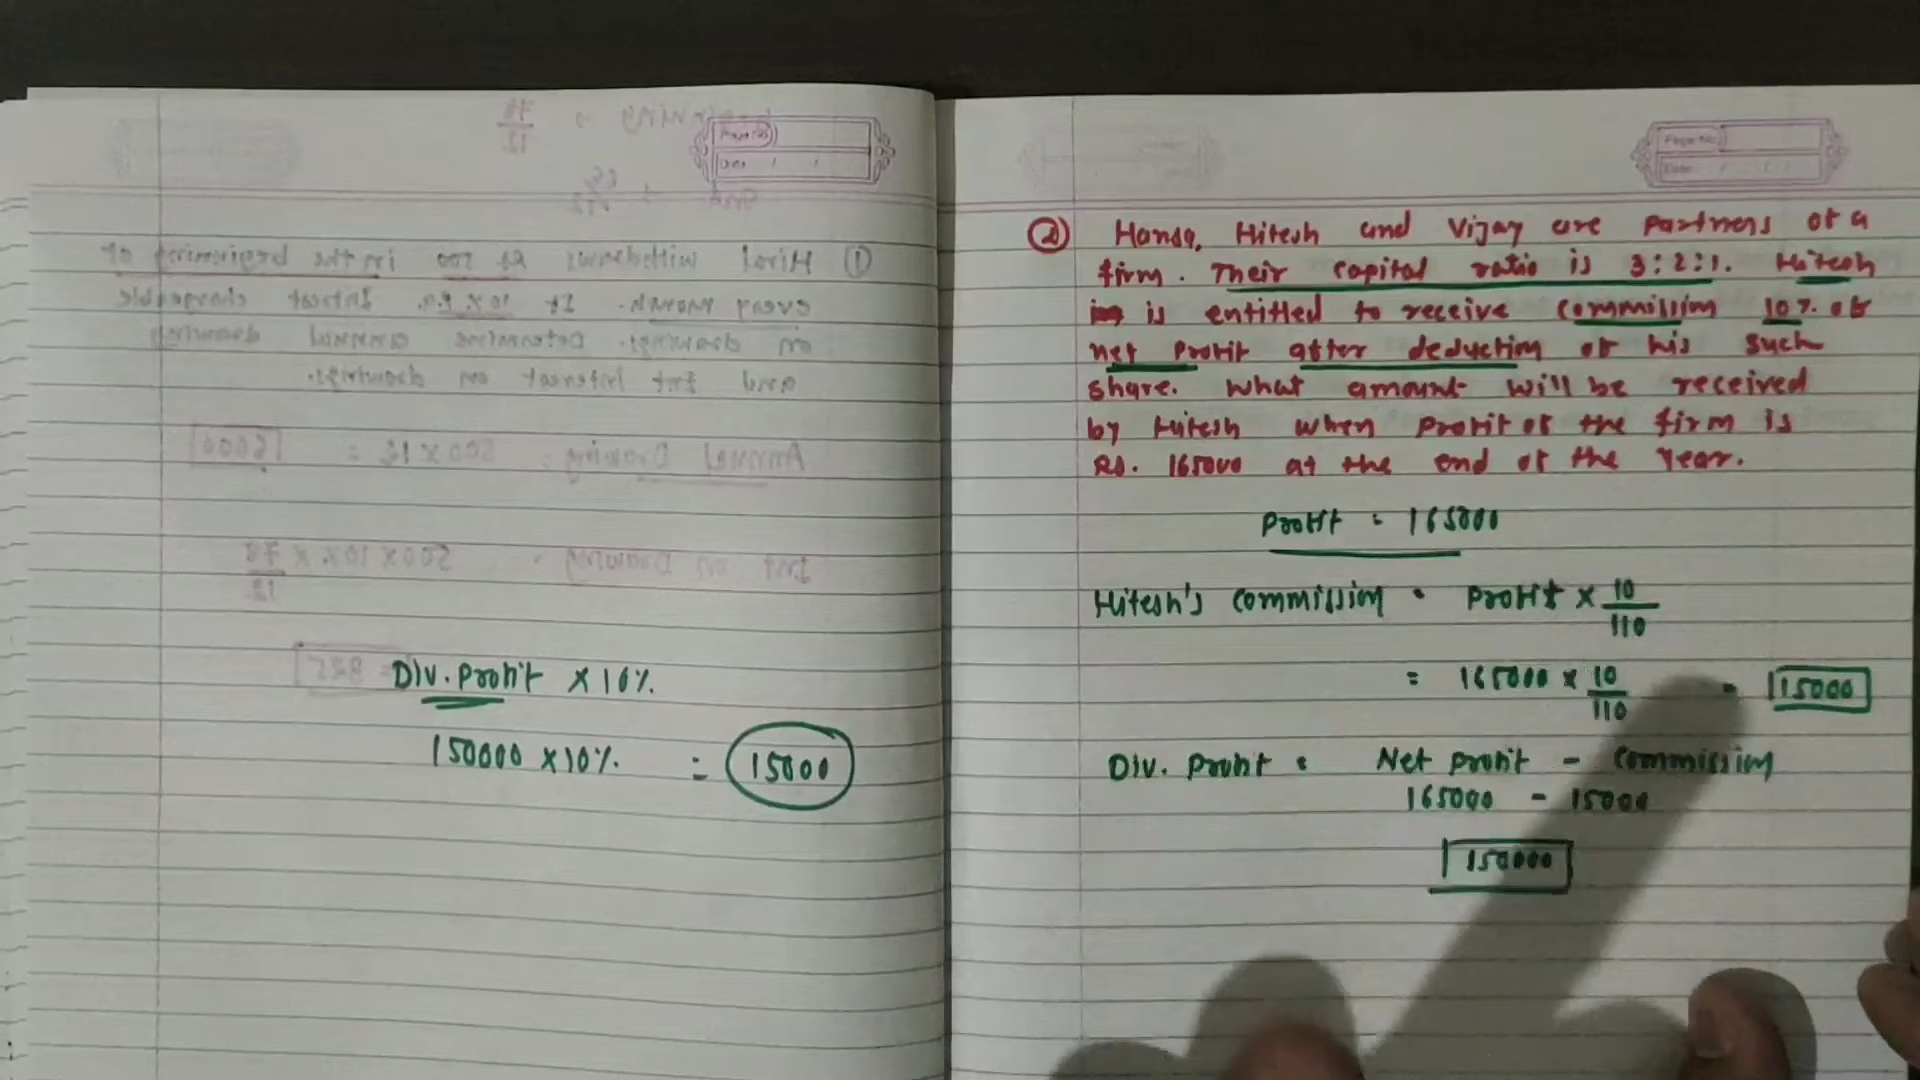 Div. Profit × 10%.
150000 × 10%. = 15000
② Hansa, Hitesh and Vijay are Partners of a
firm. Their capital ratio is 3:2:1. Hitesh
is entitled to receive commission 10%. of
net Profit after deduction of his such
share. What amount will be received
by Hitesh when Profit of the firm is
Rs. 165000 at the end of the Year.
Profit = 165000
Hitesh's commission = Profit × 10/110
= 165000 × 10/110 = 15000
Div. Profit = Net profit - commission
165000 - 15000
150000